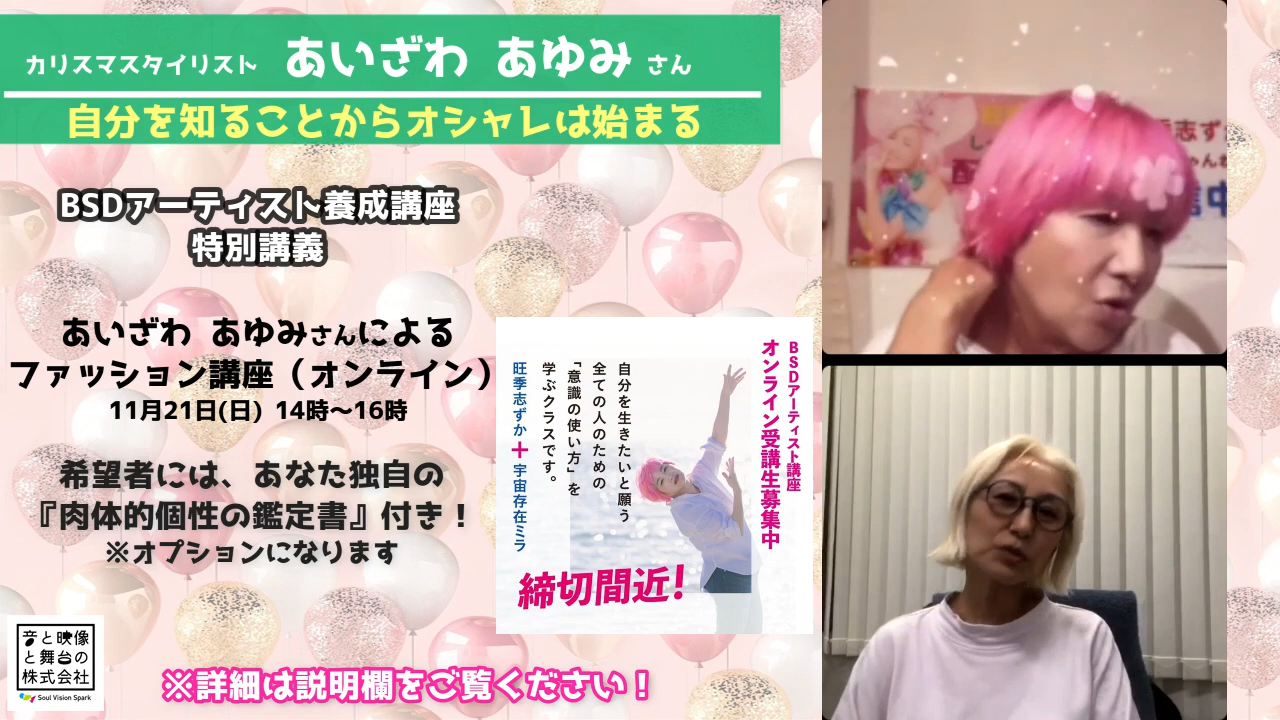 カリスマスタイリスト あいざわ あゆみ さん
自分を知ることからオシャレは始まる
BSDアーティスト養成講座
特別講義
あいざわ あゆみさんによる
ファッション講座（オンライン）
11月21日(日) 14時〜16時
希望者には、あなた独自の
『肉体的個性の鑑定書』付き！
※オプションになります
BSDアーティスト講座
オンライン受講生募集中
自分を生きたいと願う
全ての人のための
「意識の使い方」を
学ぶクラスです。
旺季志ずか+宇宙存在ミラ
締切間近!
音と映像
と舞台の
株式会社
Soul Vision Spark
※詳細は説明欄をご覧ください！
季志ず